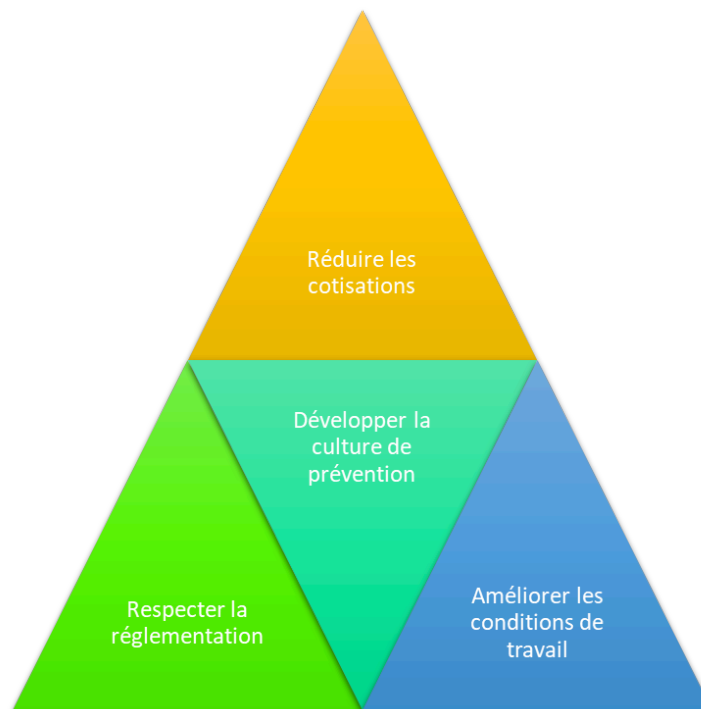 Réduire les
cotisations
Développer la
culture de
prévention
Respecter la
réglementation
Améliorer les
conditions de
travail